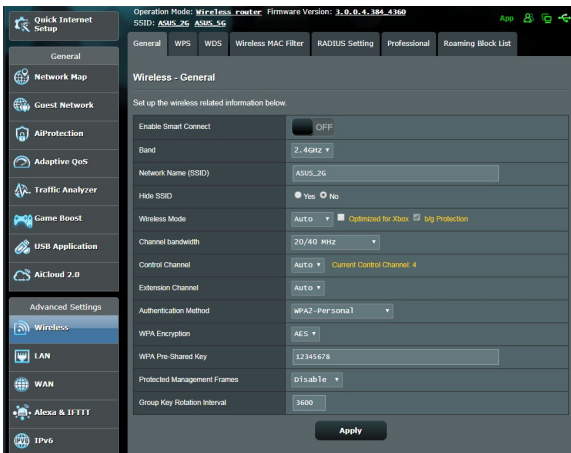 Quick Internet
Setup
Operation Mode: Wireless router Firmware Version: 3.0.0.4.384_4360
SSID: ASUS_2G ASUS_5G
App
General
WPS
WDS
Wireless MAC Filter
RADIUS Setting
Professional
Roaming Block List
General
Network Map
Guest Network
AiProtection
Adaptive QoS
Traffic Analyzer
Game Boost
USB Application
AiCloud 2.0
Advanced Settings
Wireless
LAN
WAN
Alexa & IFTTT
IPv6
Wireless - General
Set up the wireless related information below.
Enable Smart Connect OFF
Band 2.4GHz
Network Name (SSID) ASUS_2G
Hide SSID Yes No
Wireless Mode Auto Optimized for Xbox b/g Protection
Channel bandwidth 20/40 MHz
Control Channel Auto Current Control Channel: 4
Extension Channel Auto
Authentication Method WPA2-Personal
WPA Encryption AES
WPA Pre-Shared Key 12345678
Protected Management Frames Disable
Group Key Rotation Interval 3600
Apply